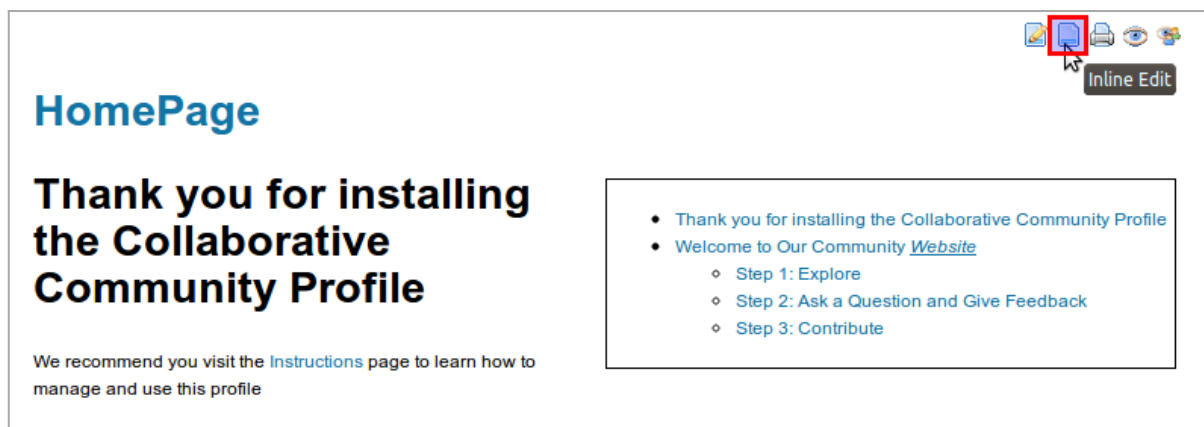 Inline Edit
HomePage
Thank you for installing
the Collaborative
Community Profile
We recommend you visit the Instructions page to learn how to
manage and use this profile
Thank you for installing the Collaborative Community Profile
Welcome to Our Community Website
Step 1: Explore
Step 2: Ask a Question and Give Feedback
Step 3: Contribute